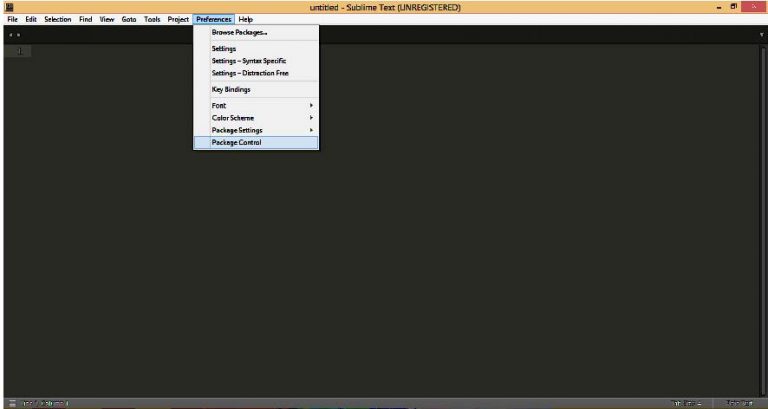 untitled - Sublime Text (UNREGISTERED)
File Edit Selection Find View Goto Tools Project Preferences Help
Browse Packages...
1
Settings
Settings – Syntax Specific
Settings – Distraction Free
Key Bindings
Font
Color Scheme
Package Settings
Package Control